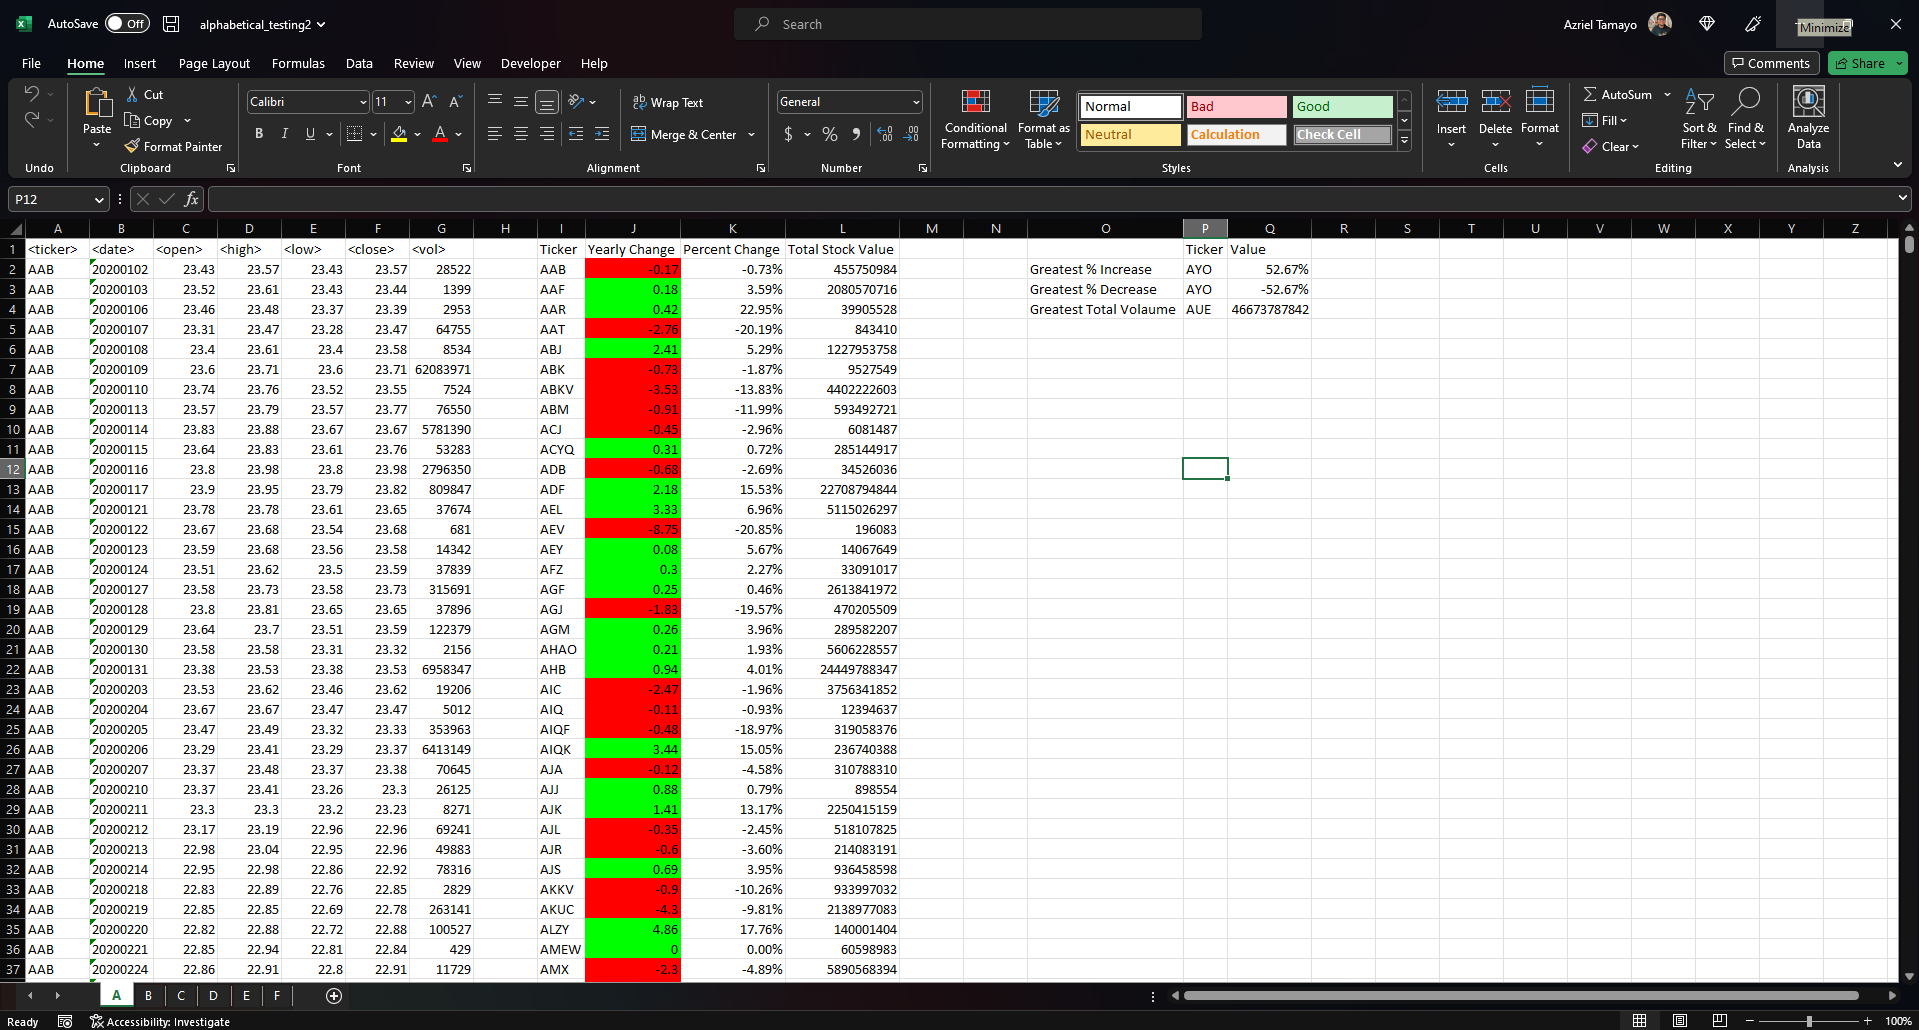 AutoSave Off alphabetical_testing2 Search Azriel Tamayo Minimize
File Home Insert Page Layout Formulas Data Review View Developer Help Comments Share
Cut Calibri 11 Wrap Text General Normal Bad Good AutoSum
Paste Copy Conditional Formatting Format as Table Insert Delete Format Fill Sort & Filter Find & Select Analyze Data
Format Painter B I U A Merge & Center $ % Neutral Calculation Check Cell Clear
Undo Clipboard Font Alignment Number Styles Cells Editing Analysis
P12 fx
A B C D E F G H I J K L M N O P Q R S T U V W X Y Z
1 <ticker> <date> <open> <high> <low> <close> <vol> Ticker Yearly Change Percent Change Total Stock Value Ticker Value
2 AAB 20200102 23.43 23.57 23.43 23.57 28522 AAB -0.17 -0.73% 455750984 Greatest % Increase AYO 52.67%
3 AAB 20200103 23.52 23.61 23.43 23.44 1399 AAF 0.18 3.59% 2080570716 Greatest % Decrease AYO -52.67%
4 AAB 20200106 23.46 23.48 23.37 23.39 2953 AAR 0.42 22.95% 39905528 Greatest Total Volaume AUE 46673787842
5 AAB 20200107 23.31 23.47 23.28 23.47 64755 AAT -2.76 -20.19% 843410
6 AAB 20200108 23.4 23.61 23.4 23.58 8534 ABJ 2.41 5.29% 1227953758
7 AAB 20200109 23.6 23.71 23.6 23.71 62083971 ABK -0.73 -1.87% 9527549
8 AAB 20200110 23.74 23.76 23.52 23.55 7524 ABKV -3.53 -13.83% 4402222603
9 AAB 20200113 23.57 23.79 23.57 23.77 76550 ABM -0.91 -11.99% 593492721
10 AAB 20200114 23.83 23.88 23.67 23.67 5781390 ACJ -0.45 -2.96% 6081487
11 AAB 20200115 23.64 23.83 23.61 23.76 53283 ACYQ 0.31 0.72% 285144917
12 AAB 20200116 23.8 23.98 23.8 23.98 2796350 ADB -0.68 -2.69% 34526036
13 AAB 20200117 23.9 23.95 23.79 23.82 809847 ADF 2.18 15.53% 22708794844
14 AAB 20200121 23.78 23.78 23.61 23.65 37674 AEL 3.33 6.96% 5115026297
15 AAB 20200122 23.67 23.68 23.54 23.68 681 AEV -8.75 -20.85% 196083
16 AAB 20200123 23.59 23.68 23.56 23.58 14342 AEY 0.08 5.67% 14067649
17 AAB 20200124 23.51 23.62 23.5 23.59 37839 AFZ 0.3 2.27% 33091017
18 AAB 20200127 23.58 23.73 23.58 23.73 315691 AGF 0.25 0.46% 2613841972
19 AAB 20200128 23.8 23.81 23.65 23.65 37896 AGJ -1.83 -19.57% 470205509
20 AAB 20200129 23.64 23.7 23.51 23.59 122379 AGM 0.26 3.96% 289582207
21 AAB 20200130 23.58 23.58 23.31 23.32 2156 AHAO 0.21 1.93% 5606228557
22 AAB 20200131 23.38 23.53 23.38 23.53 6958347 AHB 0.94 4.01% 24449788347
23 AAB 20200203 23.53 23.62 23.46 23.62 19206 AIC -2.47 -1.96% 3756341852
24 AAB 20200204 23.67 23.67 23.47 23.47 5012 AIQ -0.11 -0.93% 12394637
25 AAB 20200205 23.47 23.49 23.32 23.33 353963 AIQF -0.48 -18.97% 319058376
26 AAB 20200206 23.29 23.41 23.29 23.37 6413149 AIQK 3.44 15.05% 236740388
27 AAB 20200207 23.37 23.48 23.37 23.38 70645 AJA -0.12 -4.58% 310788310
28 AAB 20200210 23.37 23.41 23.26 23.3 26125 AJJ 0.88 0.79% 898554
29 AAB 20200211 23.3 23.3 23.2 23.23 8271 AJK 1.41 13.17% 2250415159
30 AAB 20200212 23.17 23.19 22.96 22.96 69241 AJL -0.35 -2.45% 518107825
31 AAB 20200213 22.98 23.04 22.95 22.96 49883 AJR -0.6 -3.60% 214083191
32 AAB 20200214 22.95 22.98 22.86 22.92 78316 AJS 0.69 3.95% 936458598
33 AAB 20200218 22.83 22.89 22.76 22.85 2829 AKKV -0.9 -10.26% 933997032
34 AAB 20200219 22.85 22.85 22.69 22.78 263141 AKUC -4.3 -9.81% 2138977083
35 AAB 20200220 22.82 22.88 22.72 22.88 100527 ALZY 4.86 17.76% 140001404
36 AAB 20200221 22.85 22.94 22.81 22.84 429 AMEW 0 0.00% 60598983
37 AAB 20200224 22.86 22.91 22.8 22.91 11729 AMX -2.3 -4.89% 5890568394
A B C D E F
Ready Accessibility: Investigate 100%